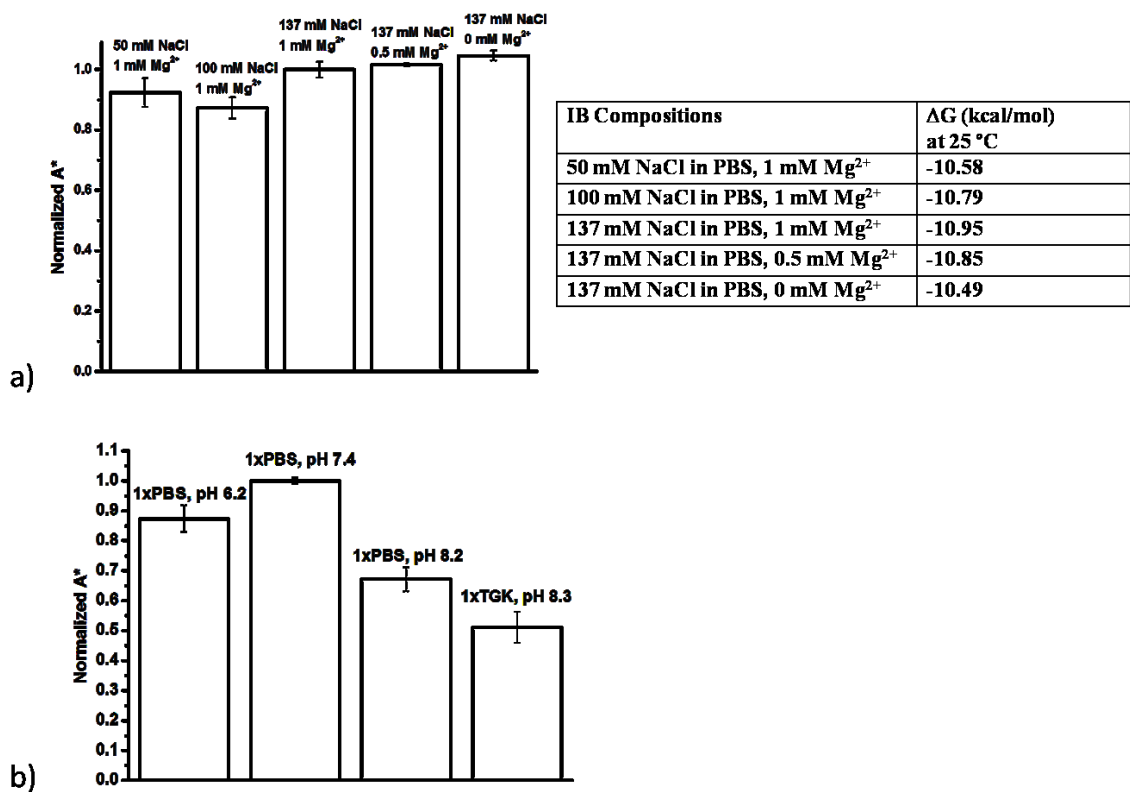 50 mM NaCl
1 mM Mg²⁺
100 mM NaCl
1 mM Mg²⁺
137 mM NaCl
1 mM Mg²⁺
137 mM NaCl
0.5 mM Mg²⁺
137 mM NaCl
0 mM Mg²⁺
1.0
0.8
0.6
0.4
0.2
0.0
Normalized A*
a)
IB Compositions ΔG (kcal/mol)
at 25 °C
50 mM NaCl in PBS, 1 mM Mg²⁺ -10.58
100 mM NaCl in PBS, 1 mM Mg²⁺ -10.79
137 mM NaCl in PBS, 1 mM Mg²⁺ -10.95
137 mM NaCl in PBS, 0.5 mM Mg²⁺ -10.85
137 mM NaCl in PBS, 0 mM Mg²⁺ -10.49
1.1
1.0
0.9
0.8
0.7
0.6
0.5
0.4
0.3
0.2
0.1
0.0
Normalized A*
1xPBS, pH 6.2
1xPBS, pH 7.4
1xPBS, pH 8.2
1xTGK, pH 8.3
b)